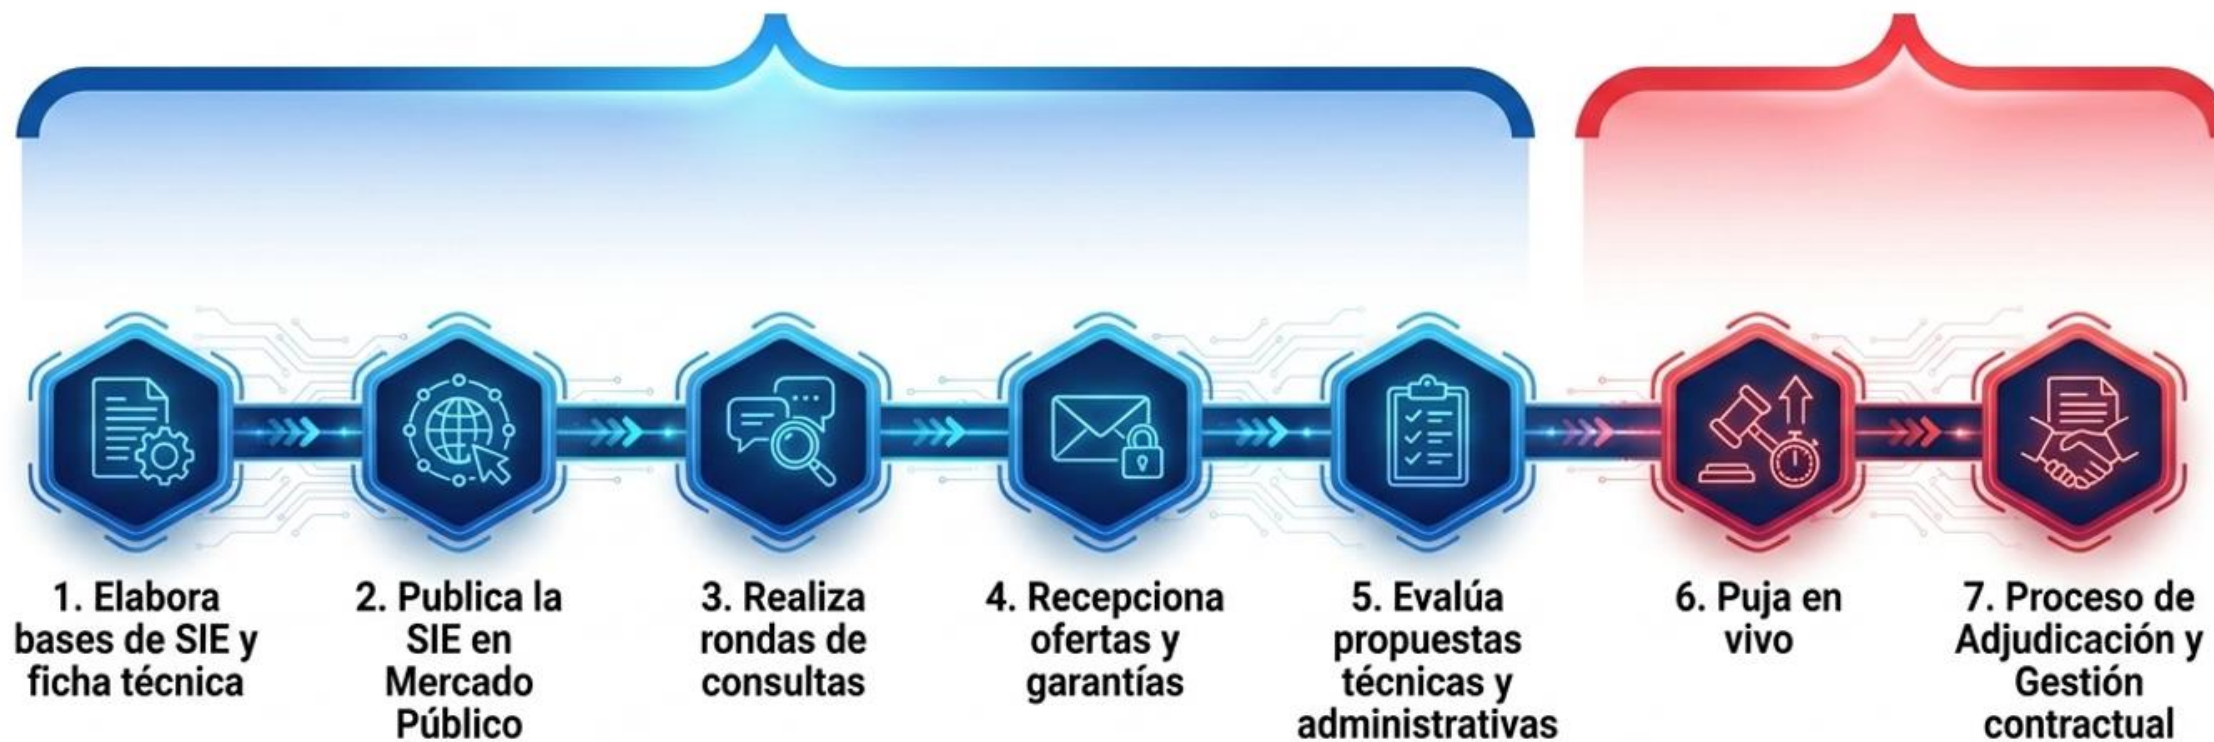 1. Elabora
bases de SIE y
ficha técnica
2. Publica la
SIE en
Mercado
Público
3. Realiza
rondas de
consultas
4. Recepciona
ofertas y
garantías
5. Evalúa
propuestas
técnicas y
administrativas
6. Puja en
vivo
7. Proceso de
Adjudicación y
Gestión
contractual